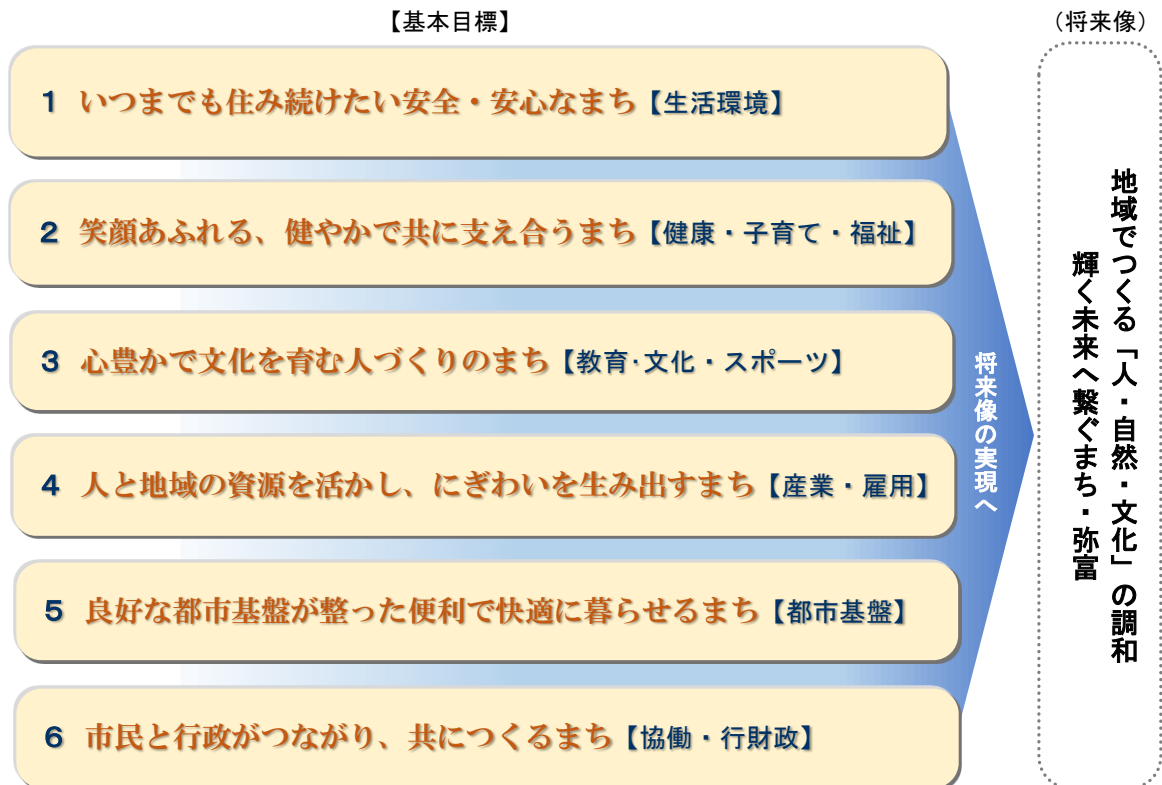 【基本目標】
(将来像)
1 いつまでも住み続けたい安全・安心なまち【生活環境】
2 笑顔あふれる、健やかで共に支え合うまち【健康・子育て・福祉】
3 心豊かで文化を育む人づくりのまち【教育・文化・スポーツ】
4 人と地域の資源を活かし、にぎわいを生み出すまち【産業・雇用】
5 良好な都市基盤が整った便利で快適に暮らせるまち【都市基盤】
6 市民と行政がつながり、共につくるまち【協働・行財政】
将来像の実現へ
地域でつくる「人・自然・文化」の調和
輝く未来へ繋ぐまち・弥富